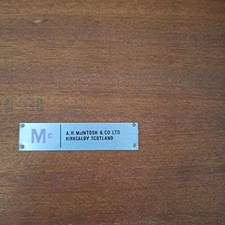 Mc
A.H. McINTOSH & CO LTD
KIRKCALDY SCOTLAND